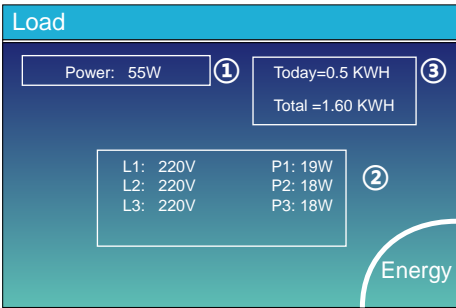 Load
Power: 55W ①
Today=0.5 KWH ③
Total =1.60 KWH
L1: 220V P1: 19W
L2: 220V P2: 18W ②
L3: 220V P3: 18W
Energy